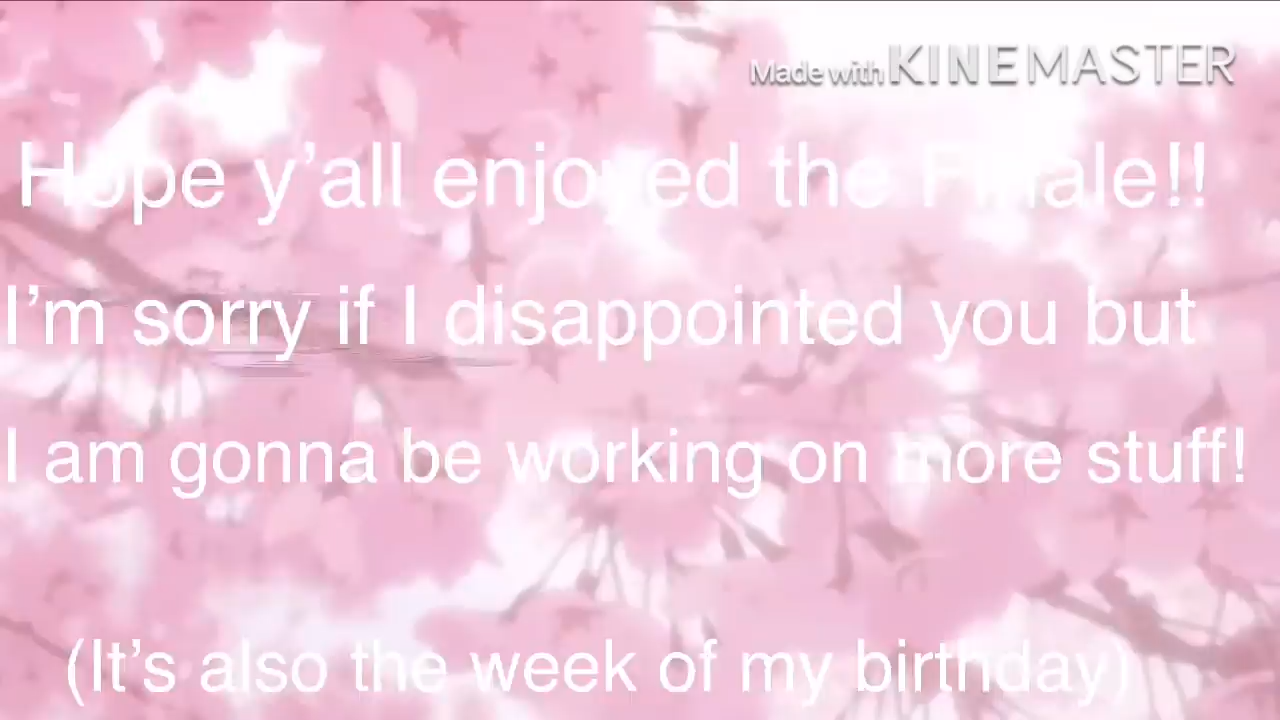 Made with KINEMASTER
Hope y’all enjoyed the Finale!!
I’m sorry if I disappointed you but
I am gonna be working on more stuff!
(It’s also the week of my birthday)